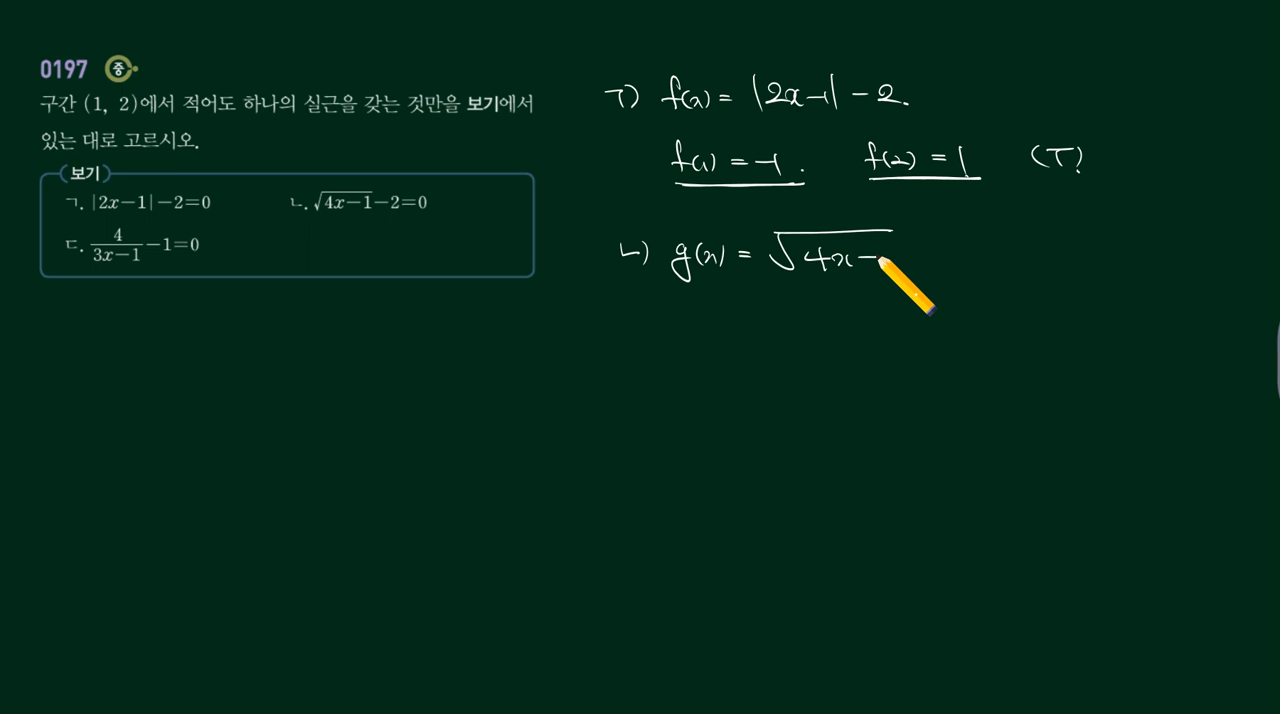 0197 중
구간 (1, 2)에서 적어도 하나의 실근을 갖는 것만을 보기에서
있는 대로 고르시오.
보기
ㄱ. |2x-1|-2=0 ㄴ. √(4x-1)-2=0
ㄷ. 4/(3x-1)-1=0
ㄱ) f(x) = |2x-1| - 2.
f(1) = -1. f(2) = 1 (T)
ㄴ) g(x) = √(4x-